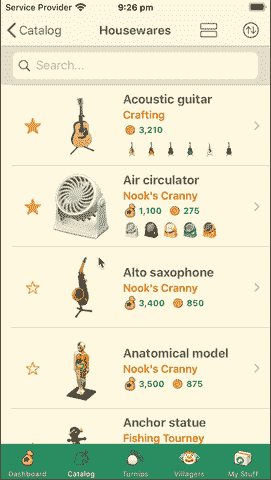 Service Provider 9:26 pm
Catalog Housewares
Search...
Acoustic guitar
Crafting
3,210
Air circulator
Nook's Cranny
1,100 275
Alto saxophone
Nook's Cranny
3,400 850
Anatomical model
Nook's Cranny
3,500 875
Anchor statue
Fishing Tourney
Dashboard Catalog Turnips Villagers My Stuff